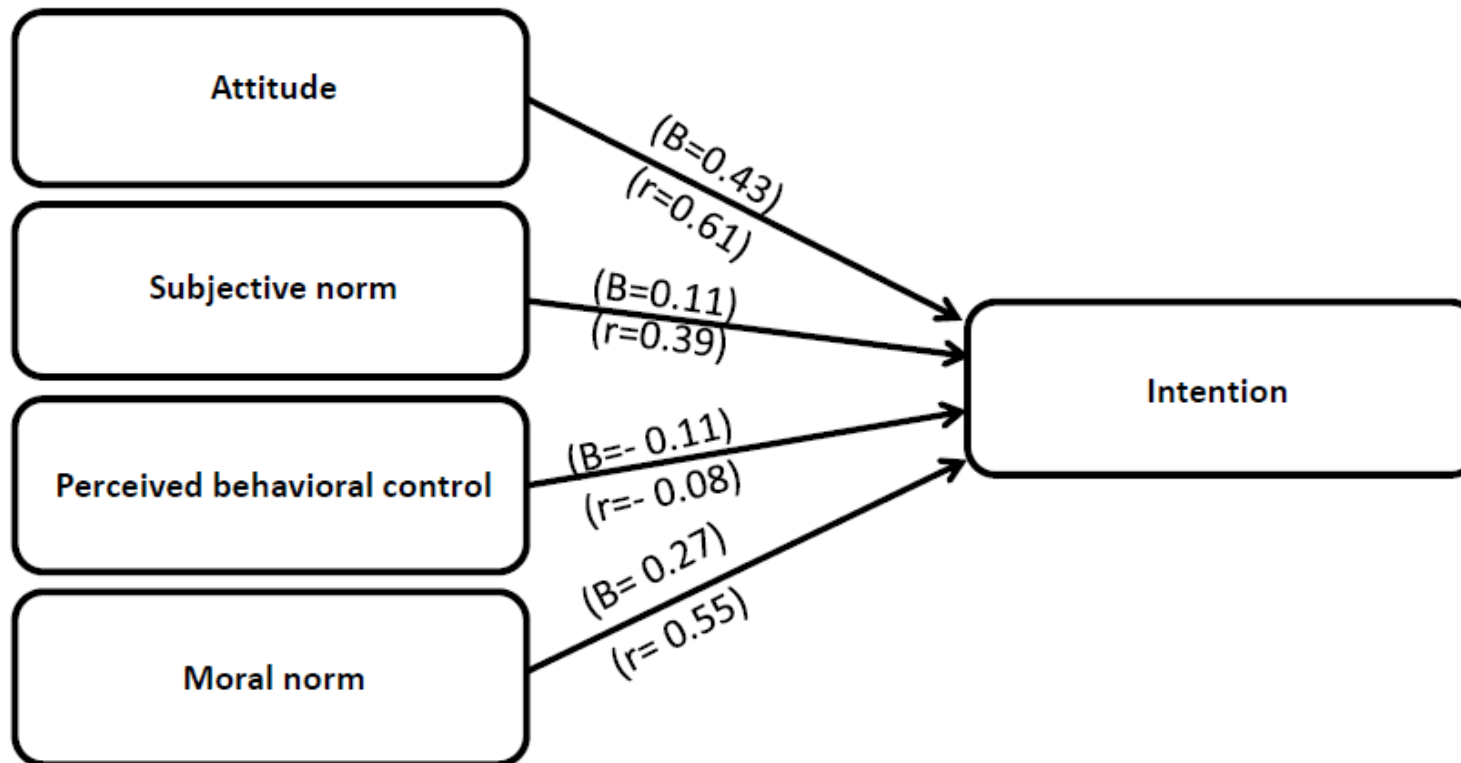 Attitude
(B=0.43)
(r=0.61)
Subjective norm
(B=0.11)
(r=0.39)
Intention
Perceived behavioral control
(B=- 0.11)
(r=- 0.08)
(B= 0.27)
(r= 0.55)
Moral norm